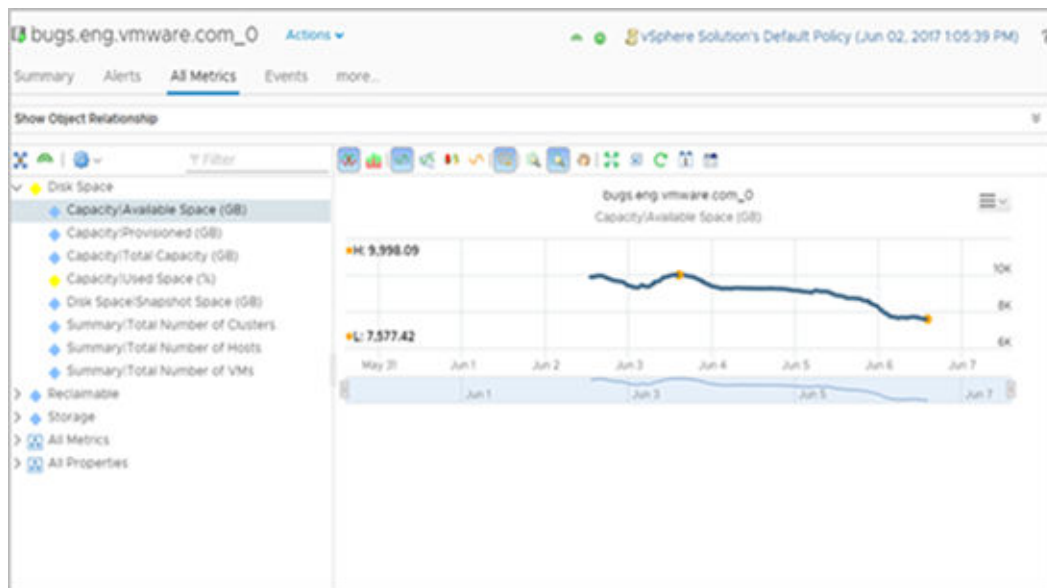 bugs.eng.vmware.com_0 Actions vSphere Solution's Default Policy (Jun 02, 2017 1:05:39 PM) ?
Summary Alerts All Metrics Events more...
Show Object Relationship
Filter
Disk Space
Capacity|Available Space (GB)
Capacity|Provisioned (GB)
Capacity|Total Capacity (GB)
Capacity|Used Space (%)
Disk Space|Snapshot Space (GB)
Summary|Total Number of Clusters
Summary|Total Number of Hosts
Summary|Total Number of VMs
Reclaimable
Storage
All Metrics
All Properties
bugs.eng.vmware.com_0
Capacity|Available Space (GB)
H: 9,998.09
10K
8K
L: 7,577.42
6K
May 31 Jun 1 Jun 2 Jun 3 Jun 4 Jun 5 Jun 6 Jun 7
Jun 1 Jun 3 Jun 5 Jun 7